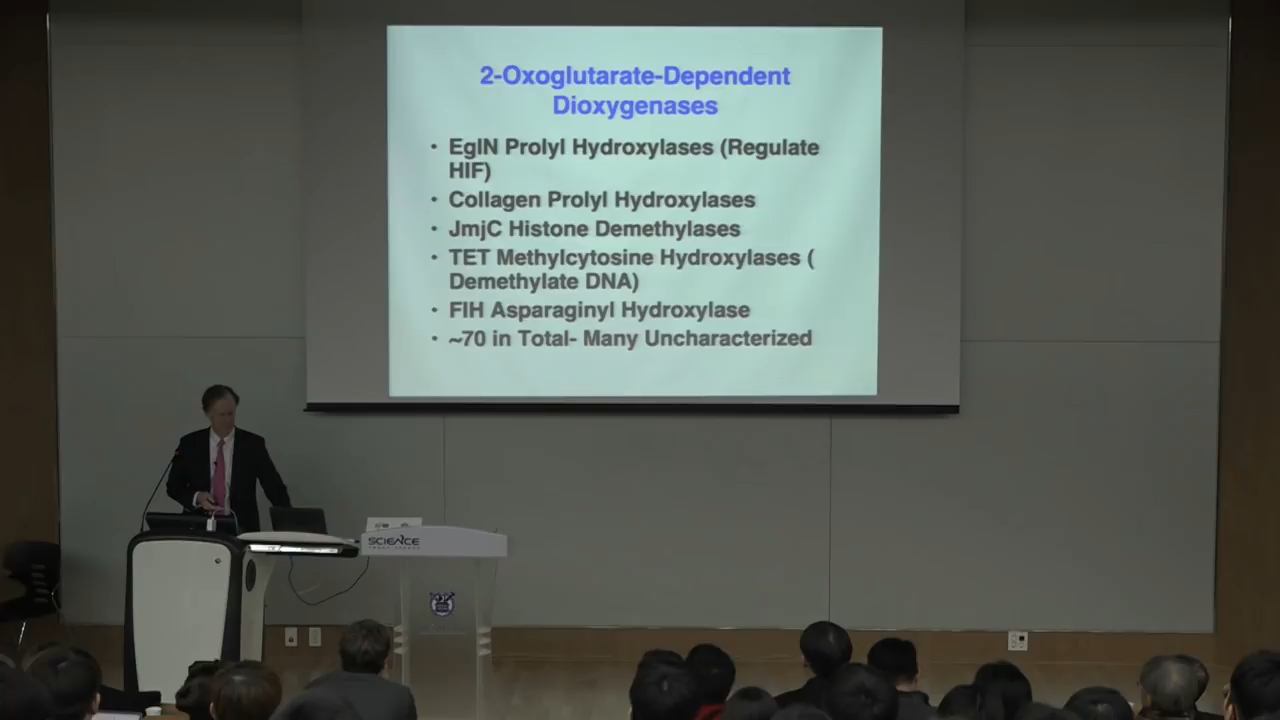 2-Oxoglutarate-Dependent
Dioxygenases
• EglN Prolyl Hydroxylases (Regulate
HIF)
• Collagen Prolyl Hydroxylases
• JmjC Histone Demethylases
• TET Methylcytosine Hydroxylases (
Demethylate DNA)
• FIH Asparaginyl Hydroxylase
• ~70 in Total- Many Uncharacterized
SCIENCE